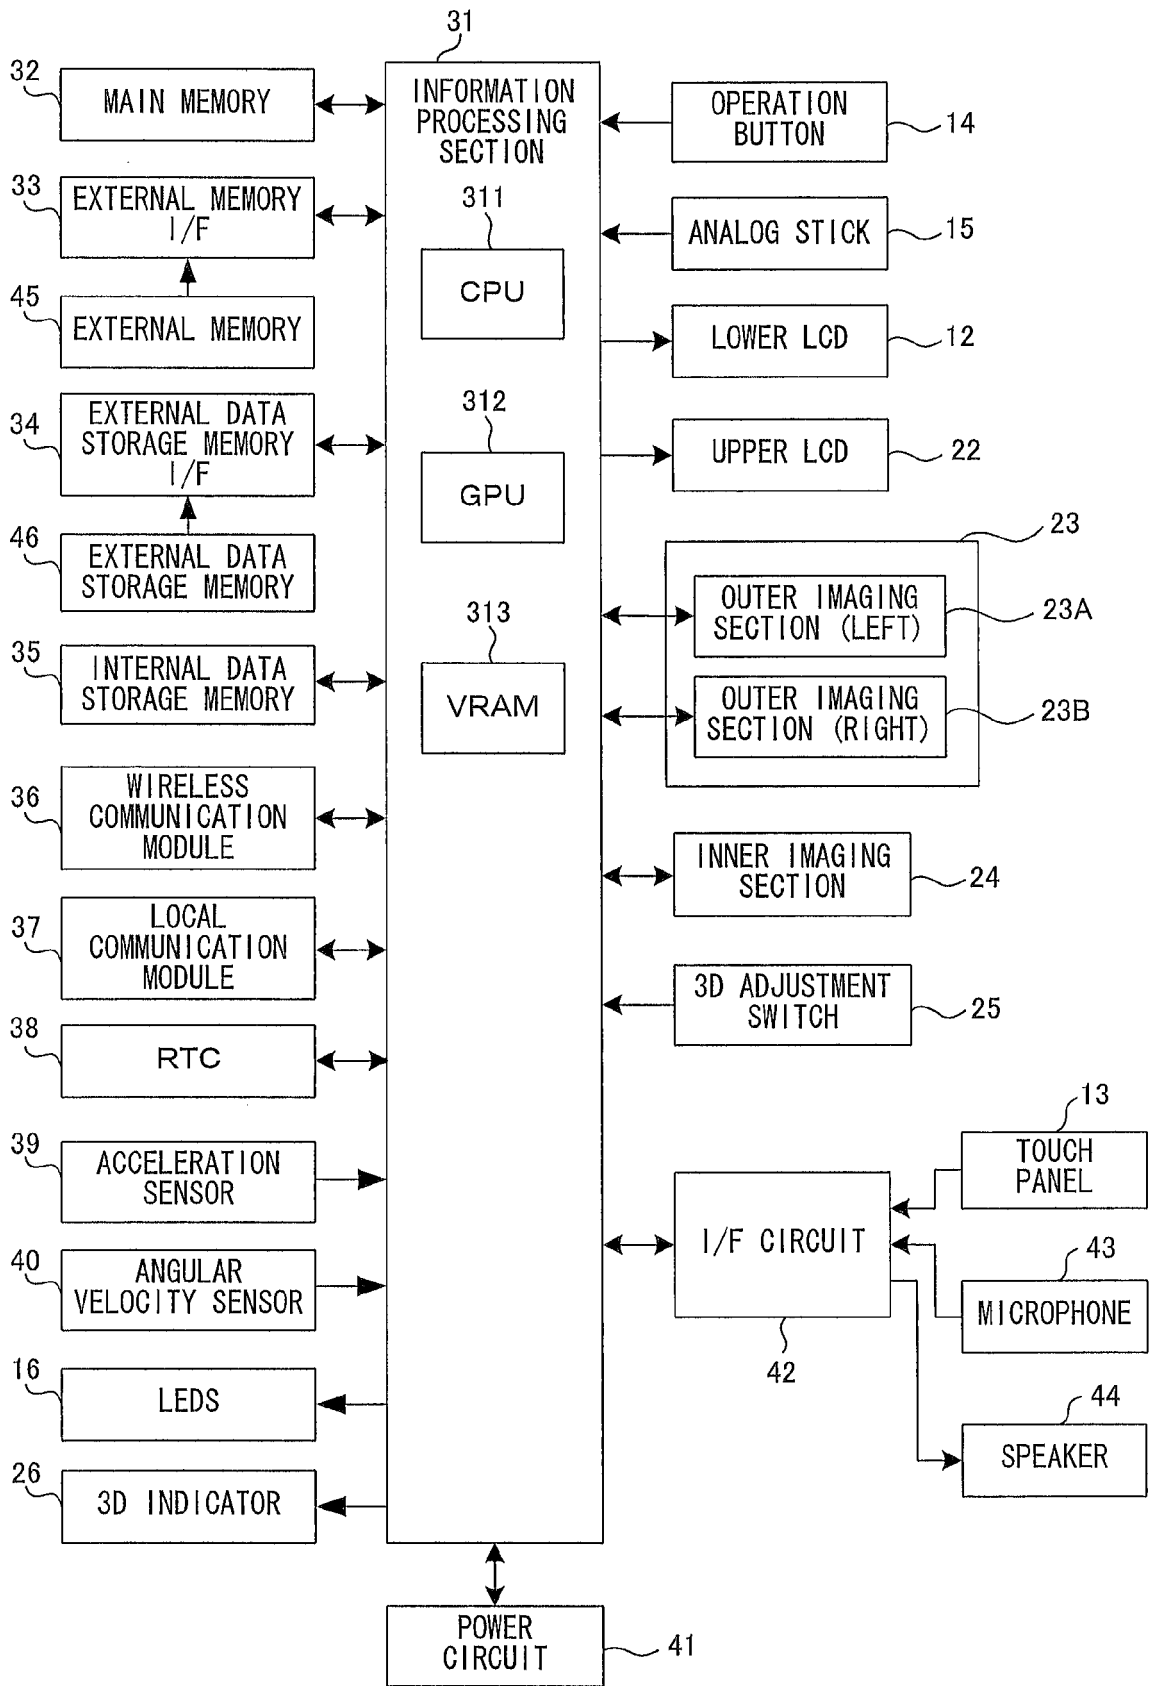 31
INFORMATION
PROCESSING
SECTION
311
CPU
312
GPU
313
VRAM
32
MAIN MEMORY
33
EXTERNAL MEMORY
I/F
45
EXTERNAL MEMORY
34
EXTERNAL DATA
STORAGE MEMORY
I/F
46
EXTERNAL DATA
STORAGE MEMORY
35
INTERNAL DATA
STORAGE MEMORY
36
WIRELESS
COMMUNICATION
MODULE
37
LOCAL
COMMUNICATION
MODULE
38
RTC
39
ACCELERATION
SENSOR
40
ANGULAR
VELOCITY SENSOR
16
LEDS
26
3D INDICATOR
OPERATION
BUTTON
14
ANALOG STICK
15
LOWER LCD
12
UPPER LCD
22
23
OUTER IMAGING
SECTION (LEFT)
23A
OUTER IMAGING
SECTION (RIGHT)
23B
INNER IMAGING
SECTION
24
3D ADJUSTMENT
SWITCH
25
13
TOUCH
PANEL
I/F CIRCUIT
42
43
MICROPHONE
44
SPEAKER
POWER
CIRCUIT
41